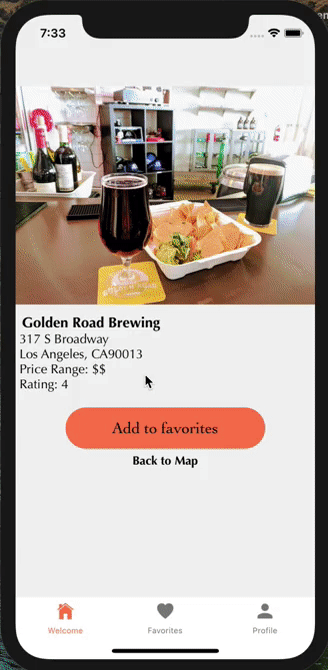 7:33
Golden Road Brewing
317 S Broadway
Los Angeles, CA90013
Price Range: $$
Rating: 4
Add to favorites
Back to Map
Welcome
Favorites
Profile